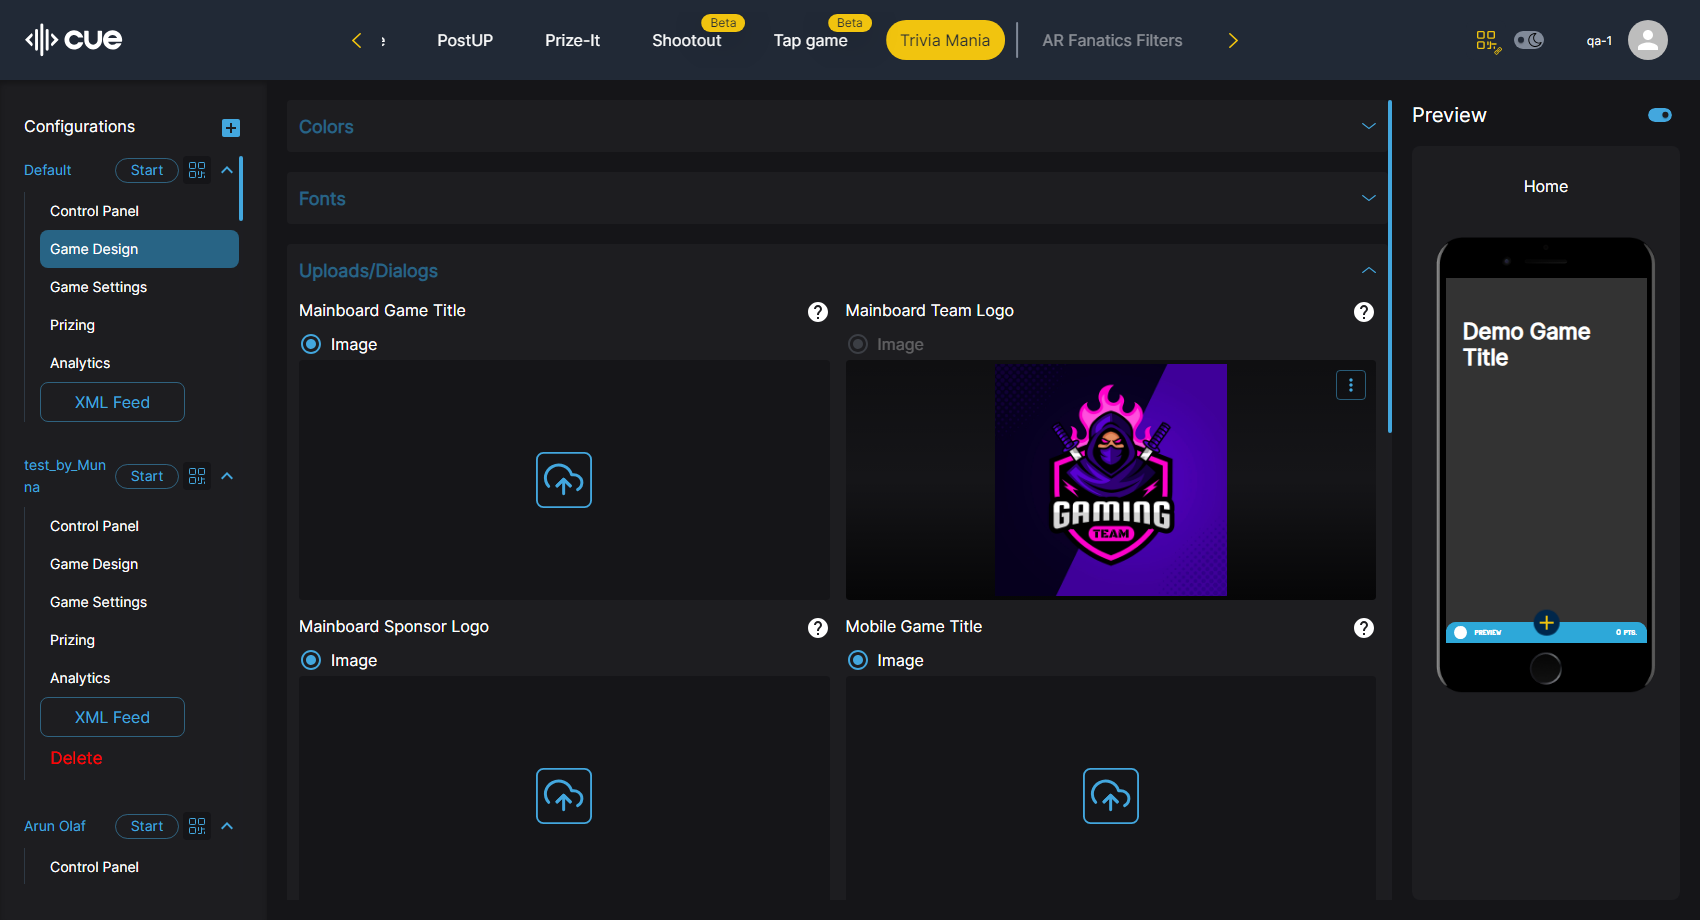 cue
PostUP
Prize-It
Shootout
Beta
Tap game
Beta
Trivia Mania
AR Fanatics Filters
qa-1
Configurations
Default
Start
Control Panel
Game Design
Game Settings
Prizing
Analytics
XML Feed
test_by_Mun
na
Start
Control Panel
Game Design
Game Settings
Prizing
Analytics
XML Feed
Delete
Arun Olaf
Start
Control Panel
Colors
Fonts
Uploads/Dialogs
Mainboard Game Title
?
Image
Mainboard Team Logo
?
Image
GAMING
TEAM
Mainboard Sponsor Logo
?
Image
Mobile Game Title
?
Image
Preview
Home
Demo Game
Title
PREVIEW
0 PTS.